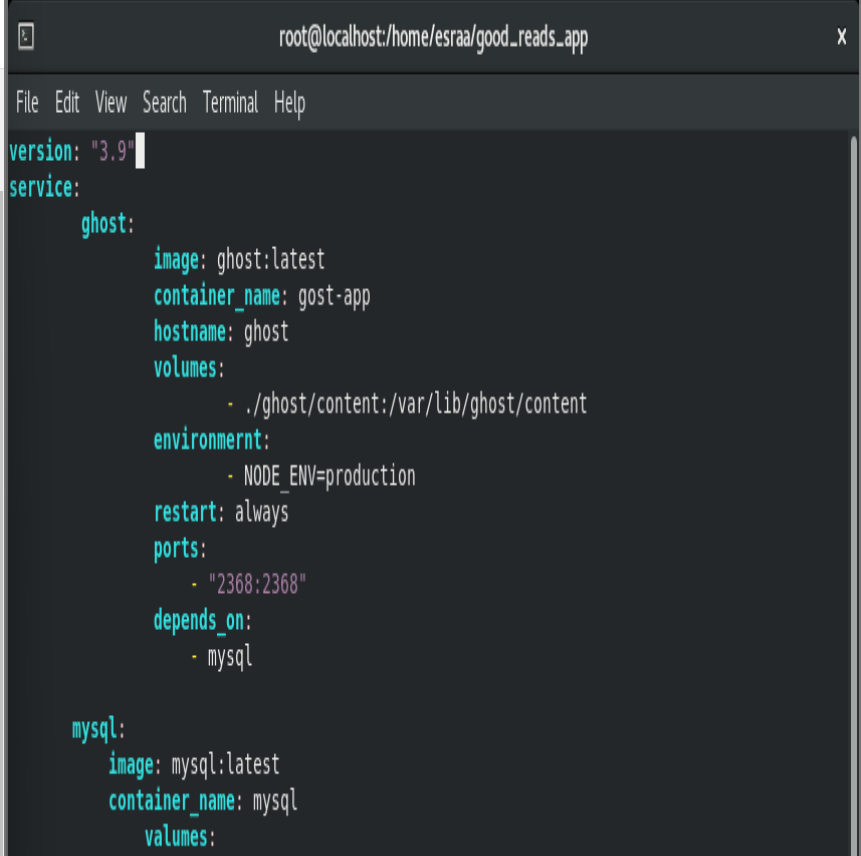 root@localhost:/home/esraa/good_reads_app x
File Edit View Search Terminal Help
version: "3.9"
service:
ghost:
image: ghost:latest
container_name: gost-app
hostname: ghost
volumes:
- ./ghost/content:/var/lib/ghost/content
environmernt:
- NODE_ENV=production
restart: always
ports:
- "2368:2368"
depends_on:
- mysql
mysql:
image: mysql:latest
container_name: mysql
valumes: